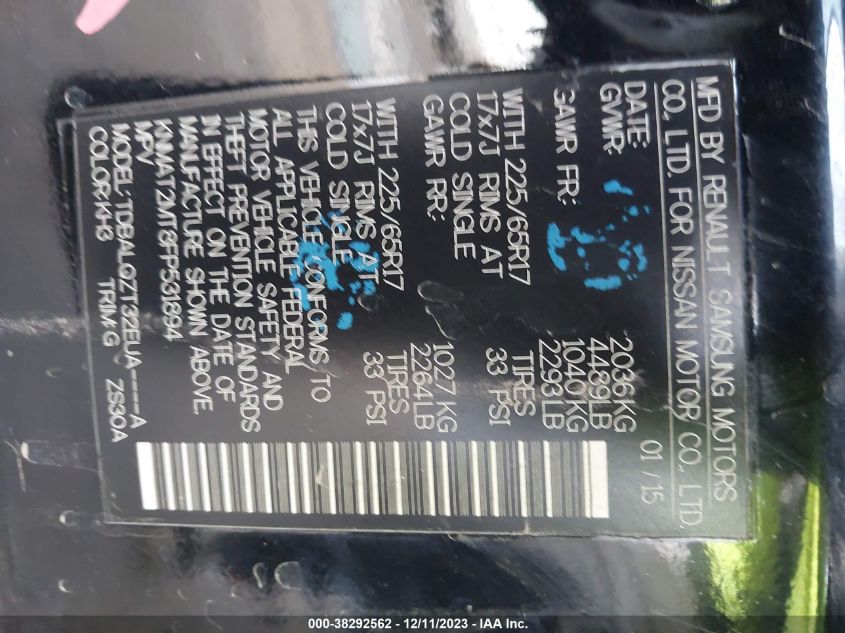 MFD BY RENAULT SAMSUNG MOTORS
CO., LTD. FOR NISSAN MOTOR CO., LTD.
DATE: 01/15
GVWR: 2036KG
4489LB
GAWR FR: 1040KG
2293LB
WITH 225/65R17 TIRES
17x7J RIMS AT 33 PSI
COLD SINGLE
GAWR RR: 1027KG
2264LB
WITH 225/65R17 TIRES
17x7J RIMS AT 33 PSI
COLD SINGLE
THIS VEHICLE CONFORMS TO
ALL APPLICABLE FEDERAL
MOTOR VEHICLE SAFETY AND
THEFT PREVENTION STANDARDS
IN EFFECT ON THE DATE OF
MANUFACTURE SHOWN ABOVE
KNMAT2MT8FP531894
MPV
MODEL: TDBALQZT32EUA----A
COLOR:KH3 TRIM:G ZS30A
000-38292562 - 12/11/2023 - IAA Inc.